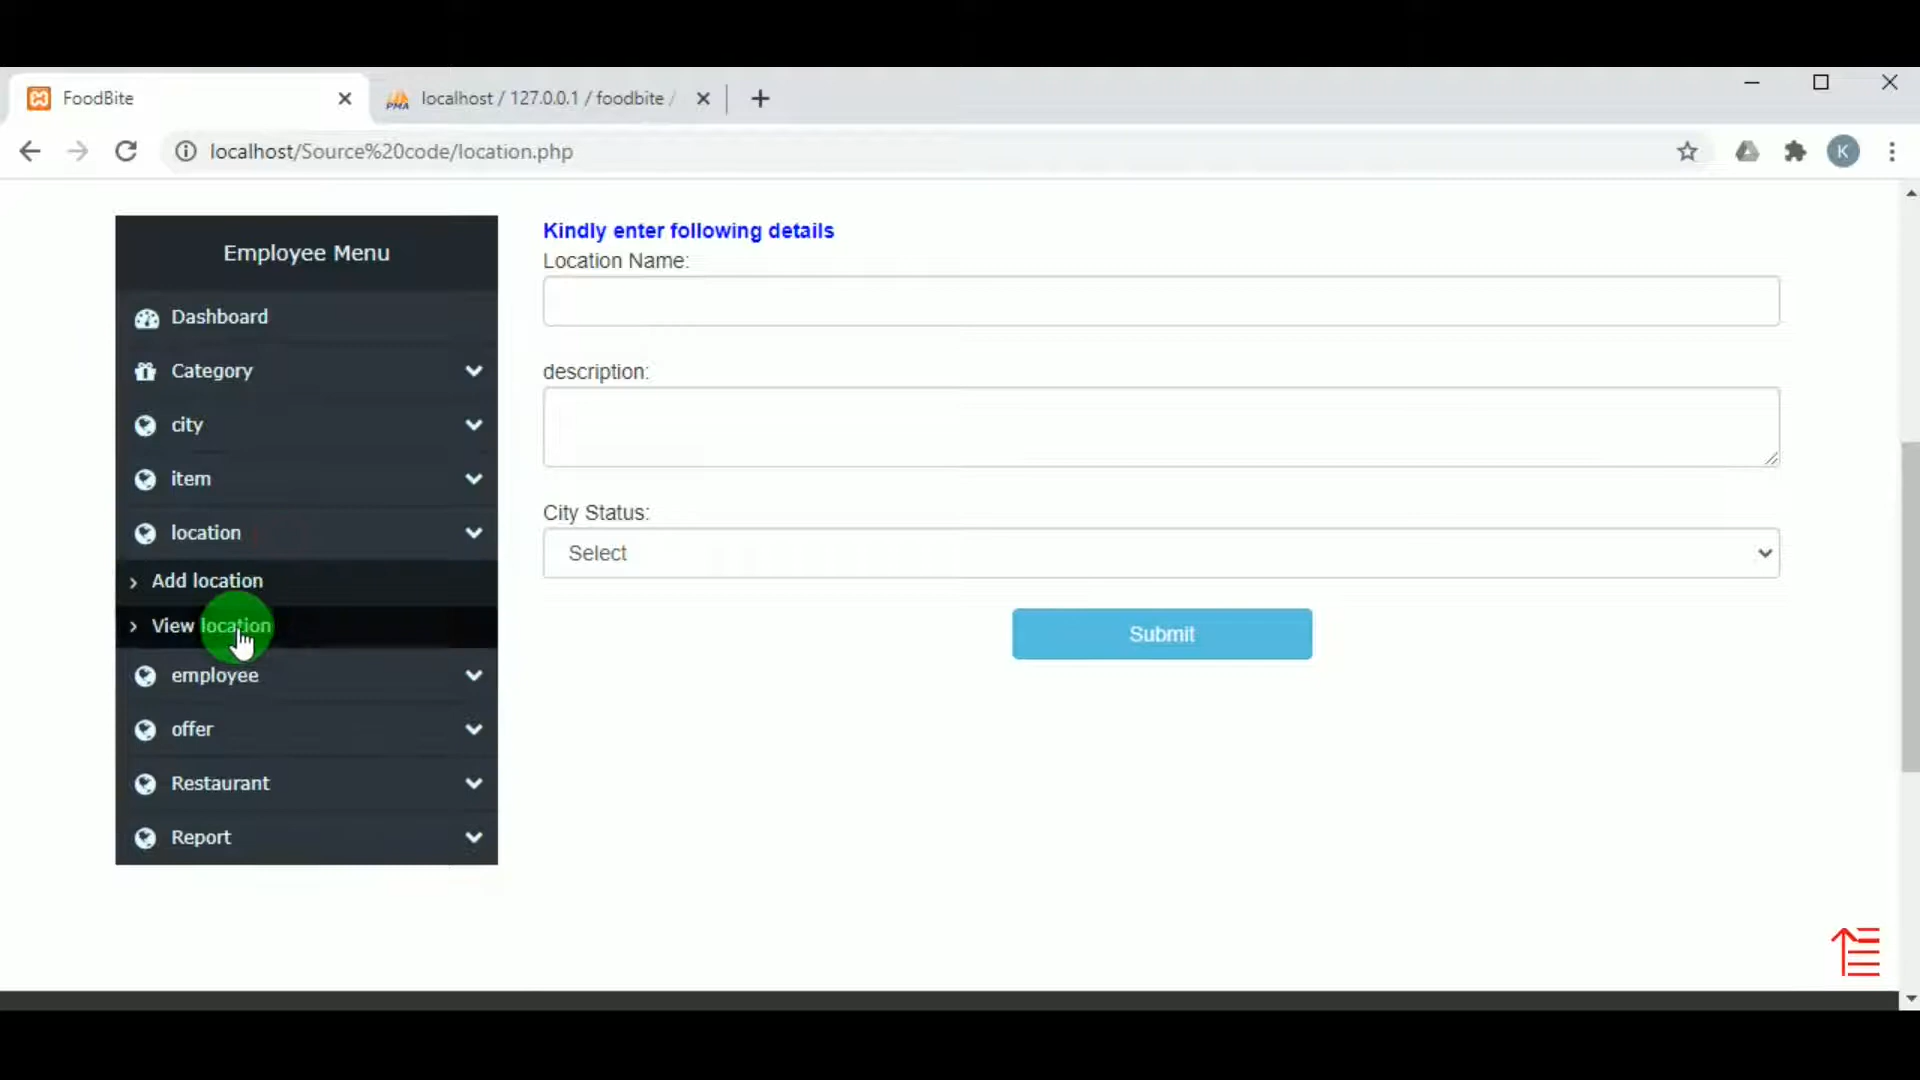 FoodBite
localhost / 127.0.0.1 / foodbite /
localhost/Source%20code/location.php
K
Employee Menu
Dashboard
Category
city
item
location
Add location
View location
employee
offer
Restaurant
Report
Kindly enter following details
Location Name:
description:
City Status:
Select
Submit